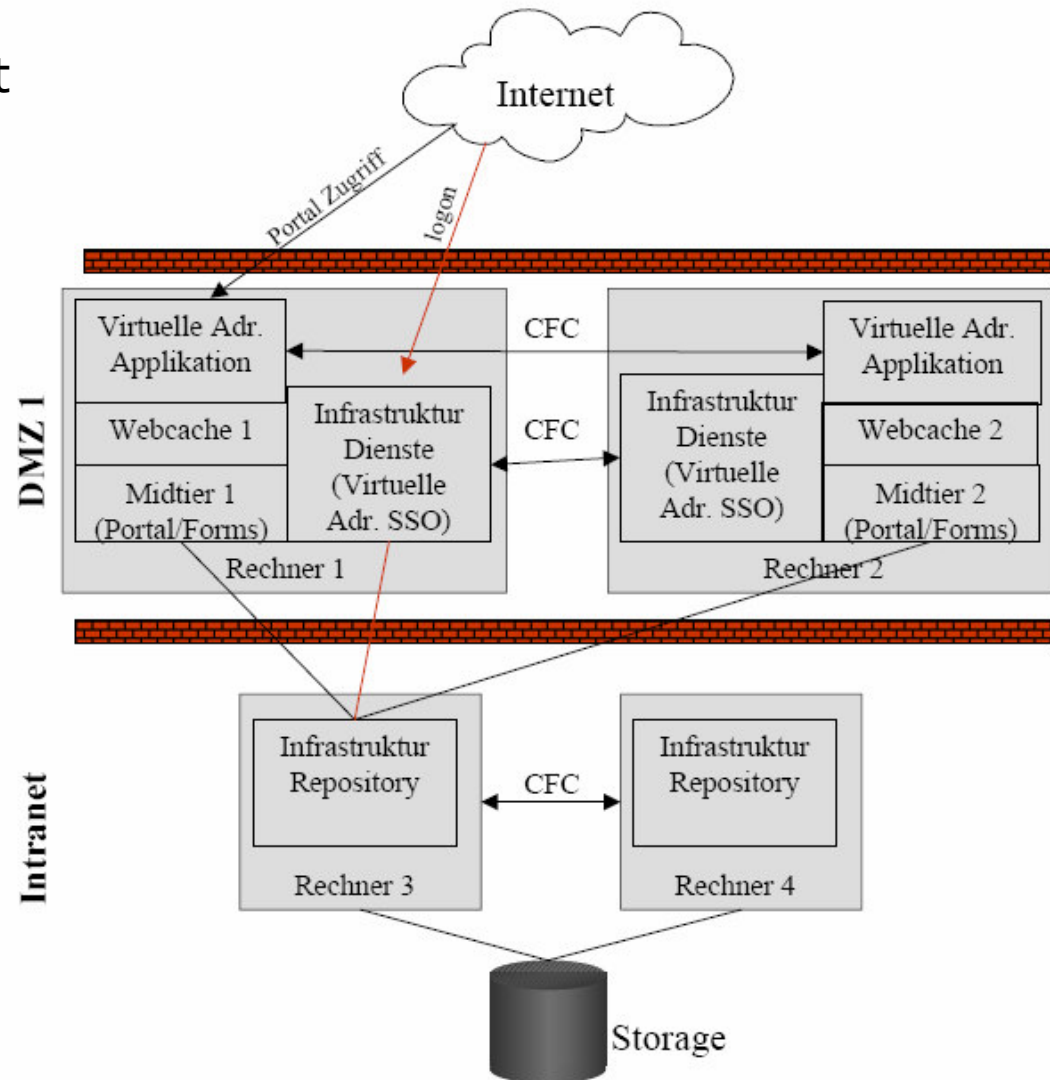 t
Internet
Portal Zugriff
logon
DMZ 1
Virtuelle Adr.
Applikation
Webcache 1
Midtier 1
(Portal/Forms)
Infrastruktur
Dienste
(Virtuelle
Adr. SSO)
Rechner 1
CFC
CFC
Infrastruktur
Dienste
(Virtuelle
Adr. SSO)
Virtuelle Adr.
Applikation
Webcache 2
Midtier 2
(Portal/Forms)
Rechner 2
Intranet
Infrastruktur
Repository
Rechner 3
CFC
Infrastruktur
Repository
Rechner 4
Storage